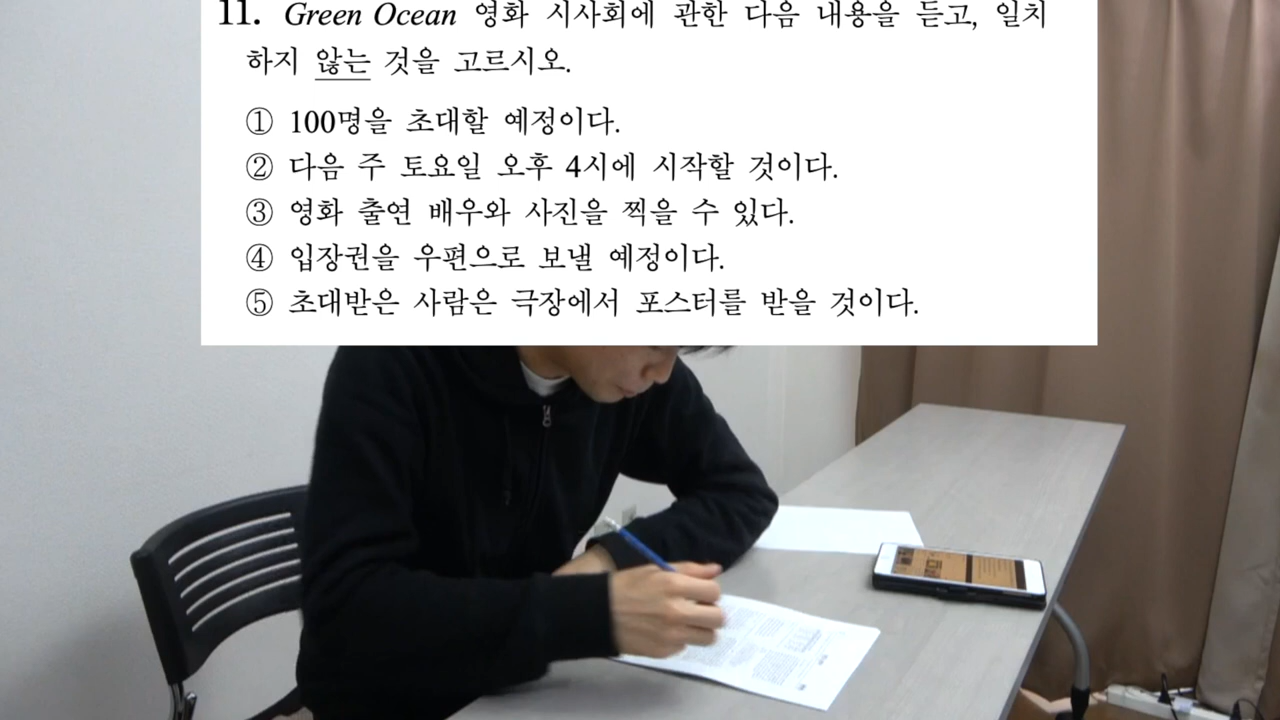 11. Green Ocean 영화 시사회에 관한 다음 내용을 듣고, 일치
하지 않는 것을 고르시오.
① 100명을 초대할 예정이다.
② 다음 주 토요일 오후 4시에 시작할 것이다.
③ 영화 출연 배우와 사진을 찍을 수 있다.
④ 입장권을 우편으로 보낼 예정이다.
⑤ 초대받은 사람은 극장에서 포스터를 받을 것이다.